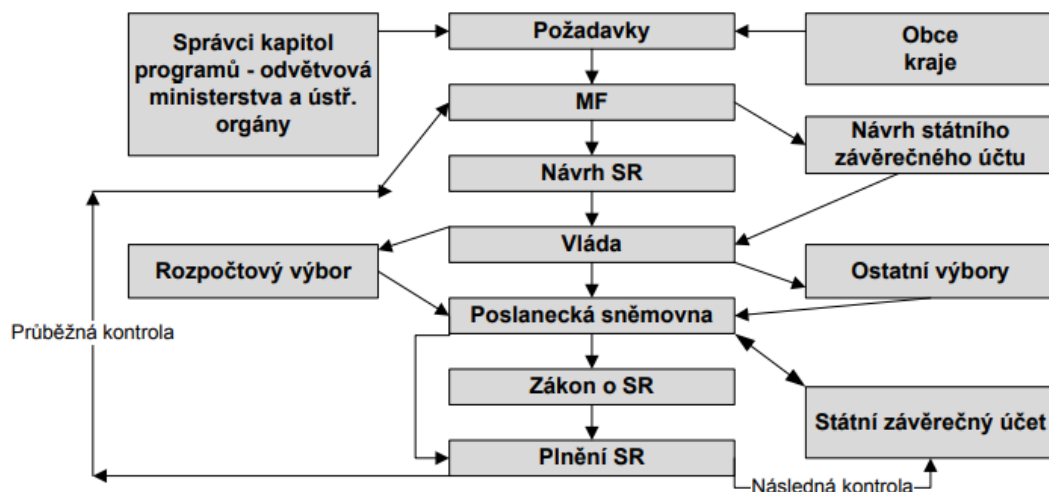 Správci kapitol
programů - odvětvová
ministerstva a ústř.
orgány
Požadavky
Obce
kraje
MF
Návrh státního
závěrečného účtu
Návrh SR
Vláda
Rozpočtový výbor
Ostatní výbory
Poslanecká sněmovna
Průběžná kontrola
Zákon o SR
Státní závěrečný účet
Plnění SR
Následná kontrola